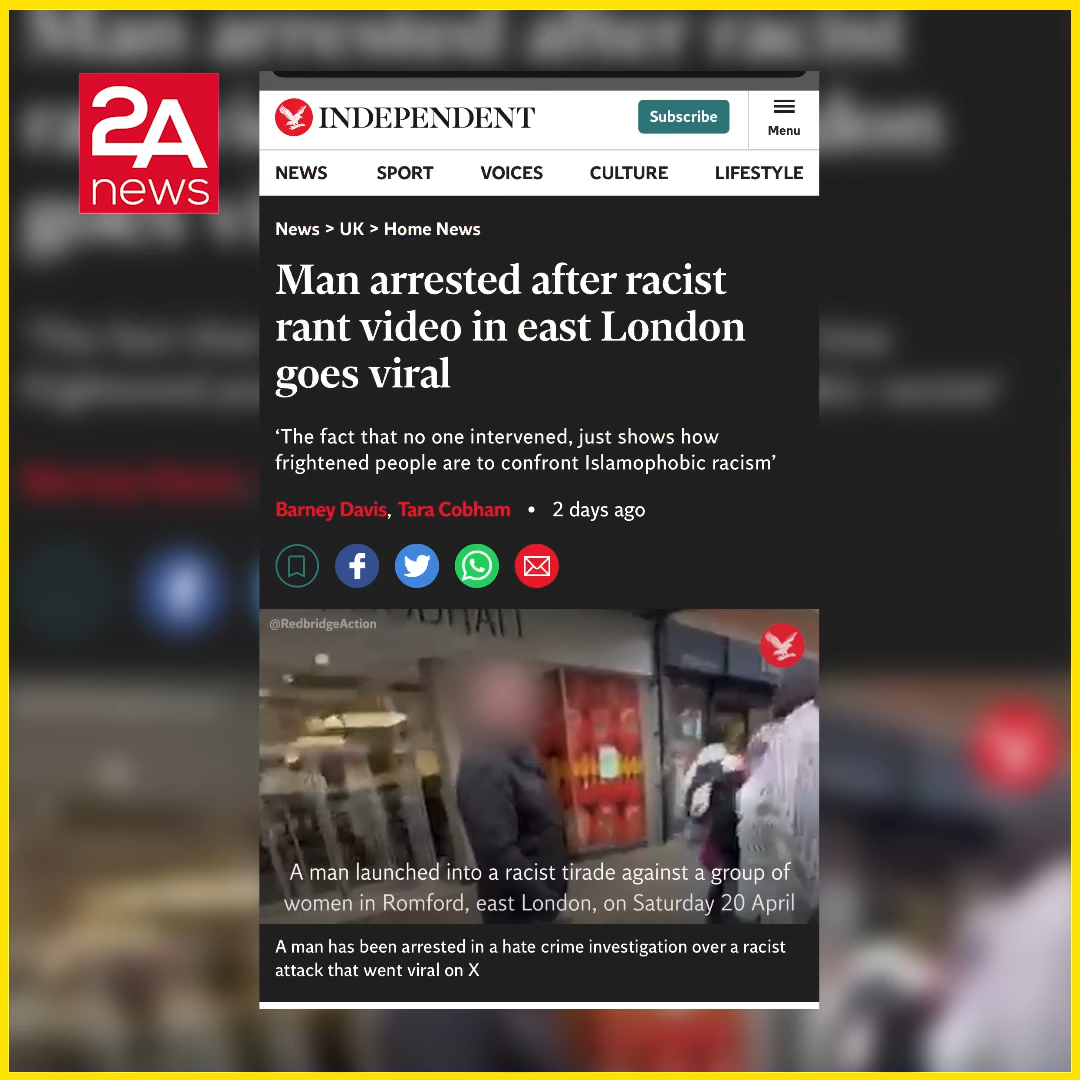 2A
news
INDEPENDENT
Subscribe
Menu
NEWS SPORT VOICES CULTURE LIFESTYLE
News > UK > Home News
Man arrested after racist
rant video in east London
goes viral
‘The fact that no one intervened, just shows how
frightened people are to confront Islamophobic racism’
Barney Davis, Tara Cobham • 2 days ago
@RedbridgeAction
A man launched into a racist tirade against a group of
women in Romford, east London, on Saturday 20 April
A man has been arrested in a hate crime investigation over a racist
attack that went viral on X